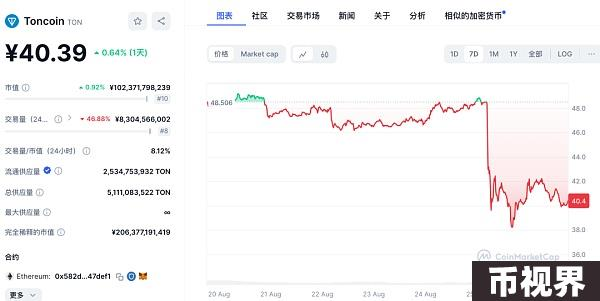 Toncoin TON
¥40.39 0.64% (1天)
市值 0.92% ¥102,371,798,239
#10
交易量 (24... 46.88% ¥8,304,566,002
#8
交易量/市值 (24小时) 8.12%
流通供应量 2,534,753,932 TON
总供应量 5,111,083,522 TON
最大供应量 ∞
完全稀释的市值 ¥206,377,191,419
合约
Ethereum: 0x582d...47def1
更多
图表 社区 交易市场 新闻 关于 分析 相似的加密货币
价格 Market cap
1D 7D 1M 1Y 全部 LOG ...
48.506
48.0
46.0
44.0
42.0
40.4
38.0
36.0
CoinMarketCap
20 Aug 21 Aug 22 Aug 23 Aug 24 Aug 25
币视界